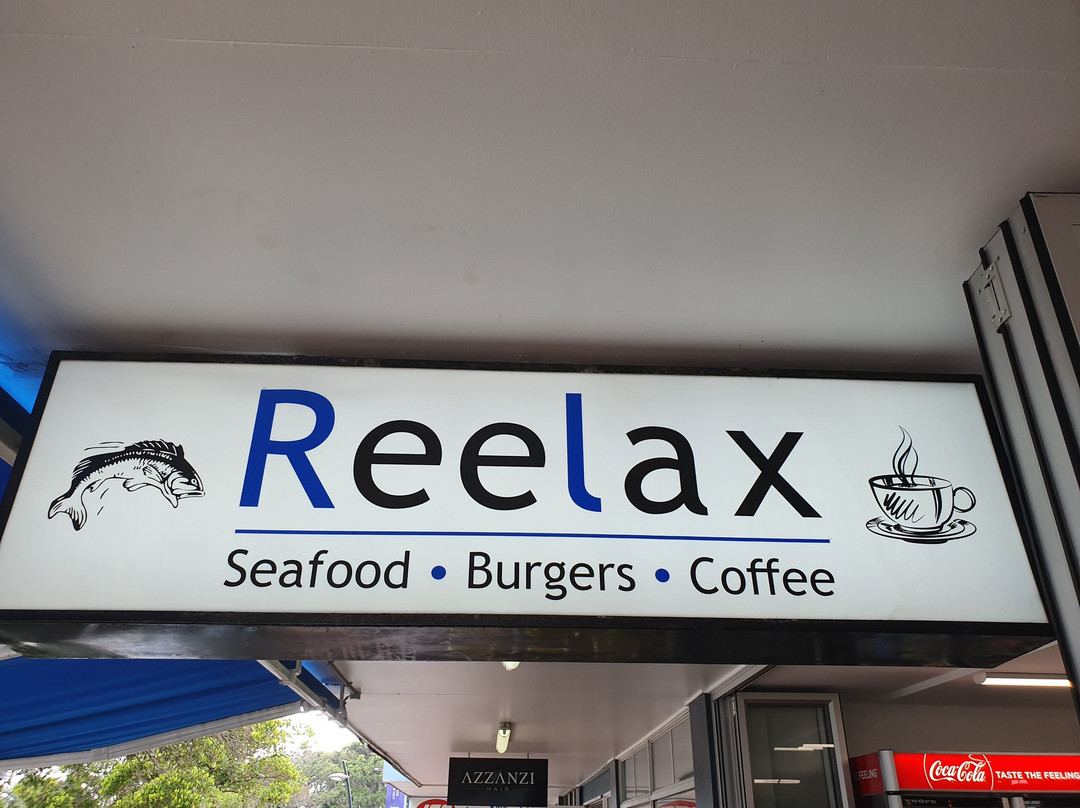 Reelax
Seafood • Burgers • Coffee
AZZANZI
HAIR
FEELING
Coca-Cola
TASTE THE FEELING